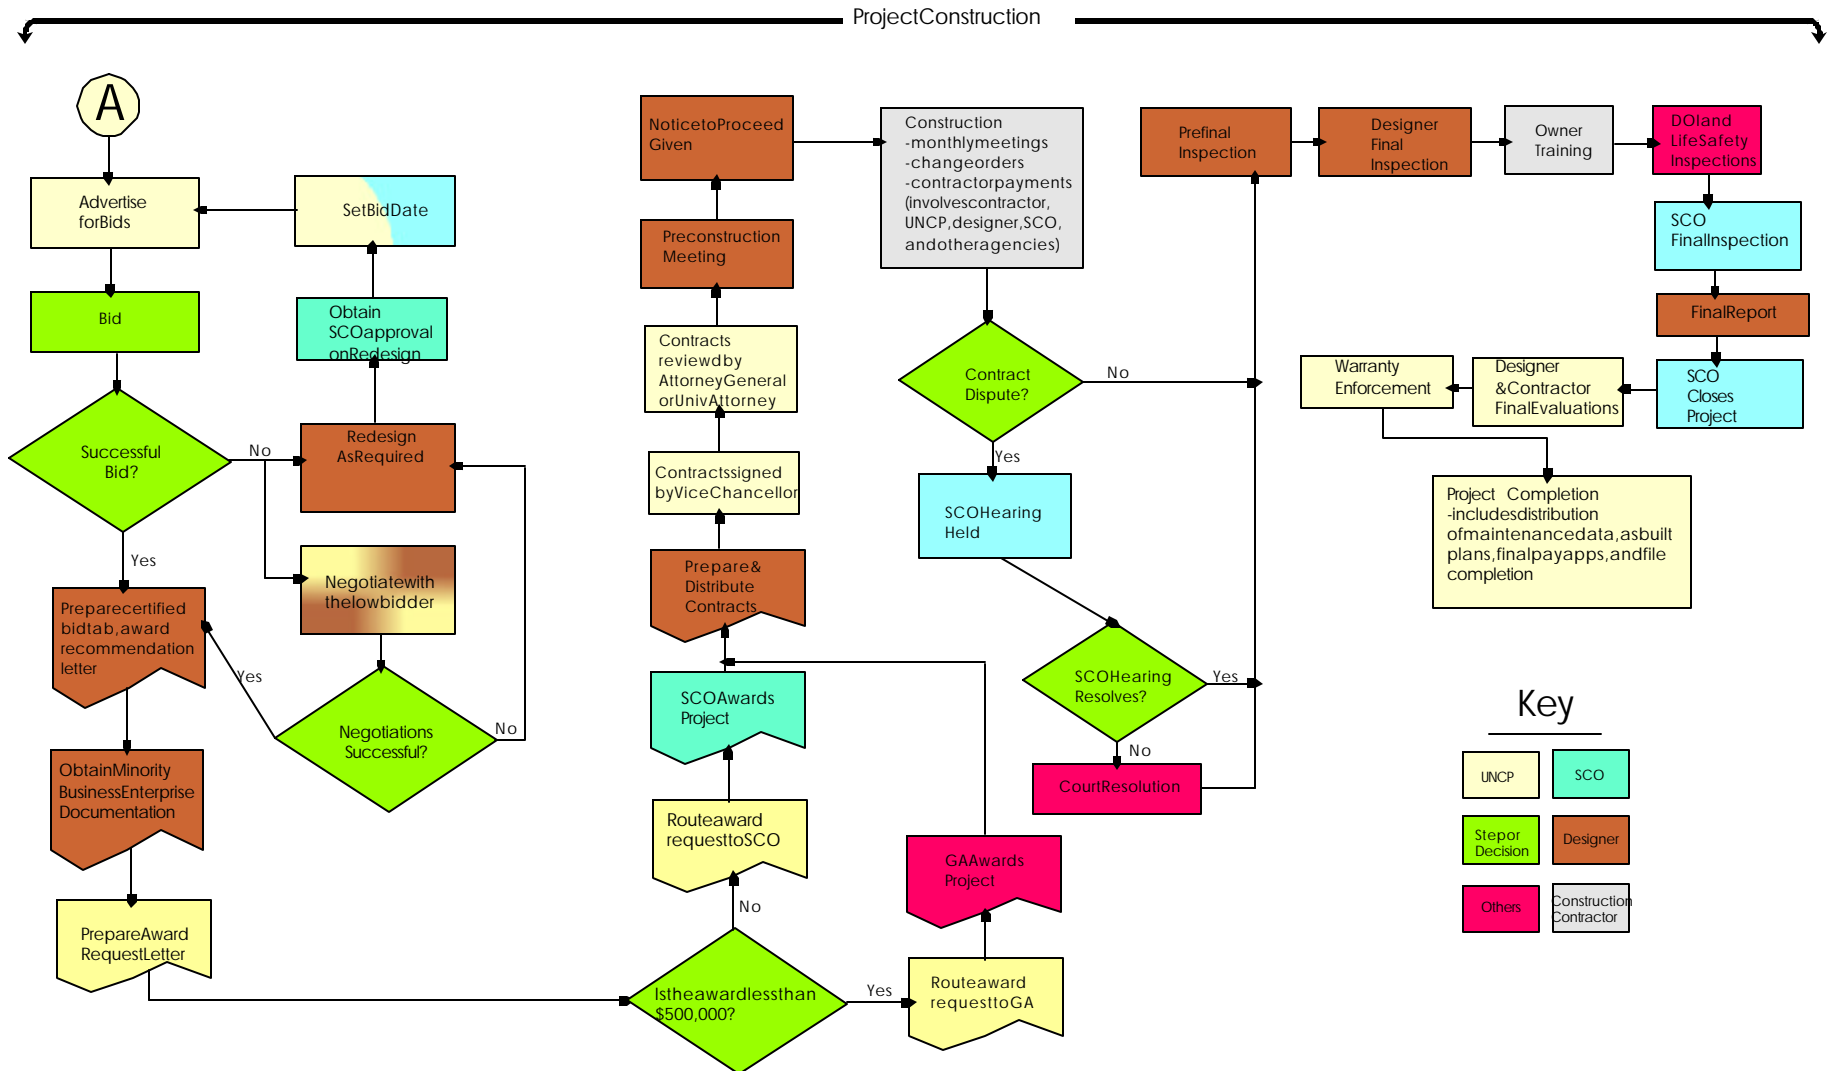 ProjectConstruction
A
Advertise
forBids
SetBidDate
Bid
Obtain
SCOapproval
onRedesign
Successful
Bid?
No
Redesign
AsRequired
Yes
Negotiatewith
thelowbidder
Preparecertified
bidtab,award
recommendation
letter
Yes
Negotiations
Successful?
No
ObtainMinority
BusinessEnterprise
Documentation
PrepareAward
RequestLetter
NoticetoProceed
Given
Preconstruction
Meeting
Contracts
reviewdby
AttorneyGeneral
orUnivAttorney
Contractssigned
byViceChancellor
Prepare&
Distribute
Contracts
SCOAwards
Project
Routeaward
requesttoSCO
No
Istheawardlessthan
$500,000?
Yes
Routeaward
requesttoGA
GAAwards
Project
Construction
-monthlymeetings
-changeorders
-contractorpayments
(involvescontractor,
UNCP,designer,SCO,
andotheragencies)
Contract
Dispute?
No
Yes
SCOHearing
Held
SCOHearing
Resolves?
Yes
No
CourtResolution
Prefinal
Inspection
Designer
Final
Inspection
Owner
Training
DOIand
LifeSafety
Inspections
SCO
FinalInspection
FinalReport
SCO
Closes
Project
Designer
&Contractor
FinalEvaluations
Warranty
Enforcement
Project Completion
-includesdistribution
ofmaintenancedata,asbuilt
plans,finalpayapps,andfile
completion
Key
UNCP
SCO
Stepor
Decision
Designer
Others
Construction
Contractor